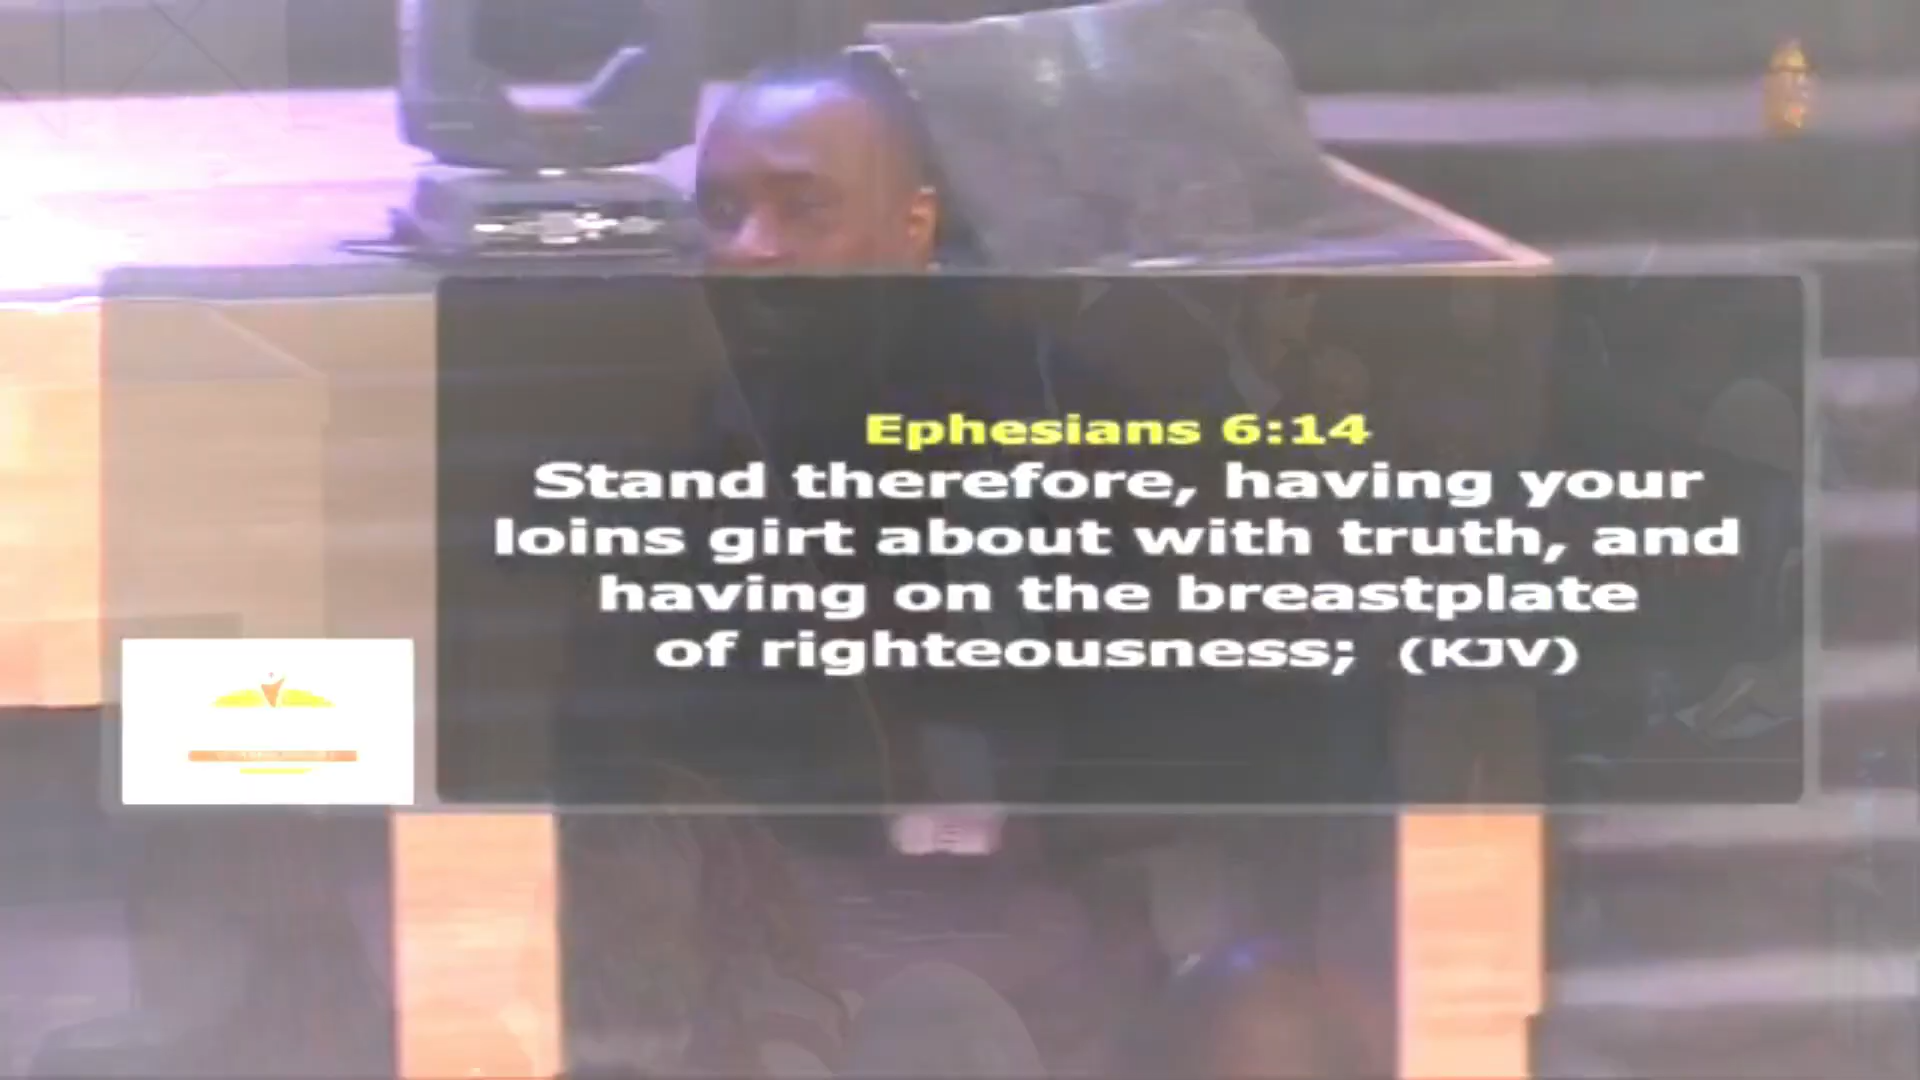 Ephesians 6:14
Stand therefore, having your
loins girt about with truth, and
having on the breastplate
of righteousness; (KJV)